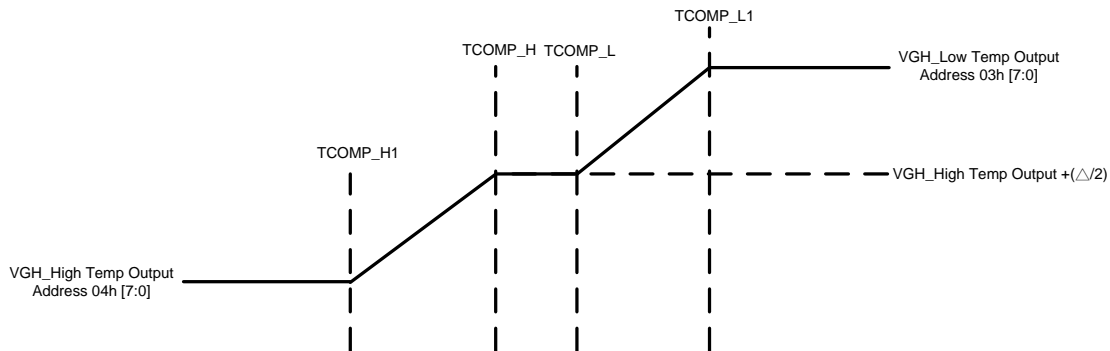 TCOMP_L1
TCOMP_H
TCOMP_L
VGH_Low Temp Output
Address 03h [7:0]
TCOMP_H1
VGH_High Temp Output +(△/2)
VGH_High Temp Output
Address 04h [7:0]